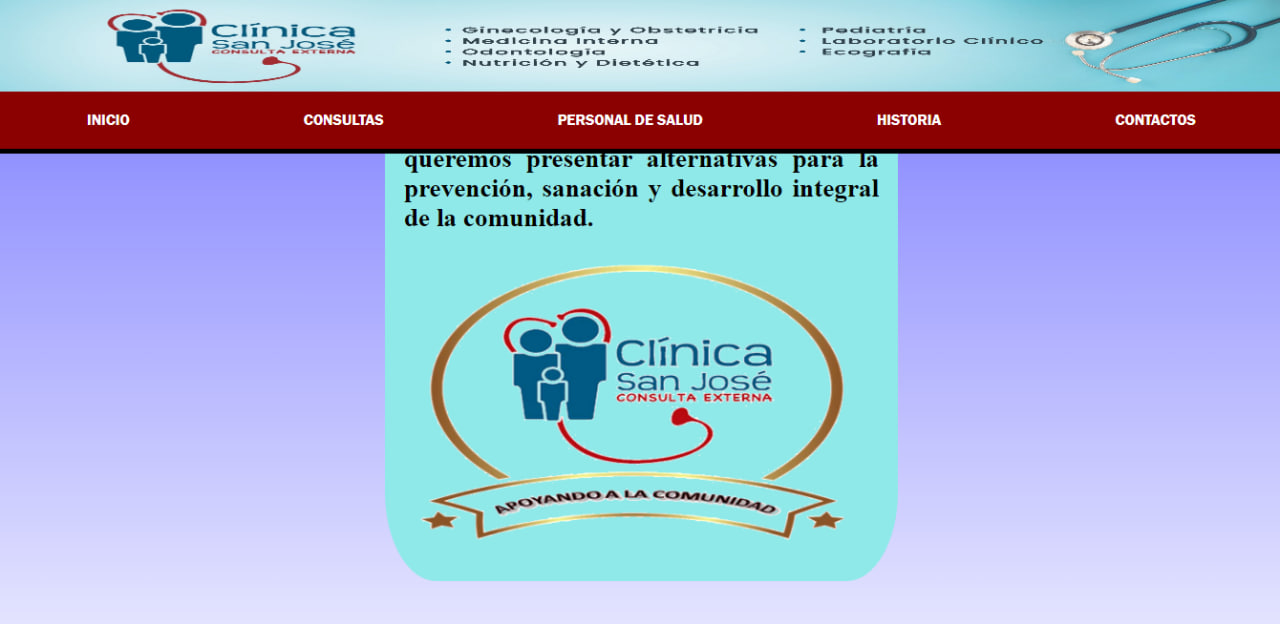 Clínica
San José
CONSULTA EXTERNA
• Ginecología y Obstetricia
• Medicina Interna
• Odontología
• Nutrición y Dietética
• Pediatría
• Laboratorio Clínico
• Ecografía
INICIO
CONSULTAS
PERSONAL DE SALUD
HISTORIA
CONTACTOS
queremos presentar alternativas para la
prevención, sanación y desarrollo integral
de la comunidad.
Clínica
San José
CONSULTA EXTERNA
APOYANDO A LA COMUNIDAD